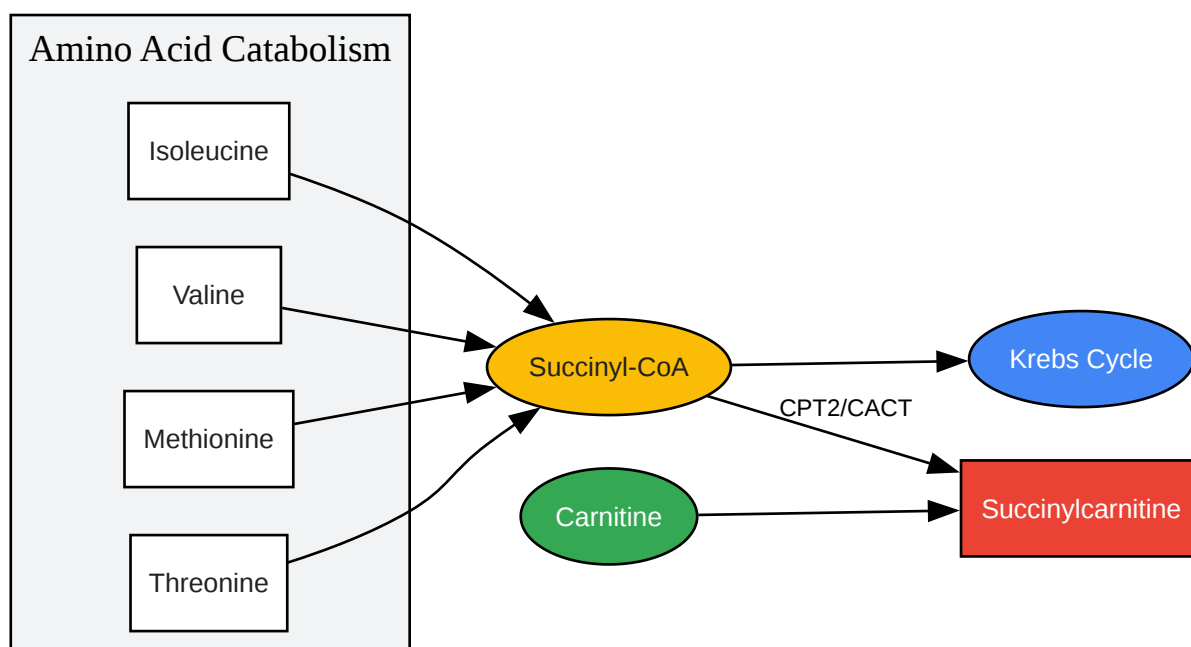 Amino Acid Catabolism
Isoleucine
Valine
Methionine
Threonine
Succinyl-CoA
Carnitine
CPT2/CACT
Krebs Cycle
Succinylcarnitine